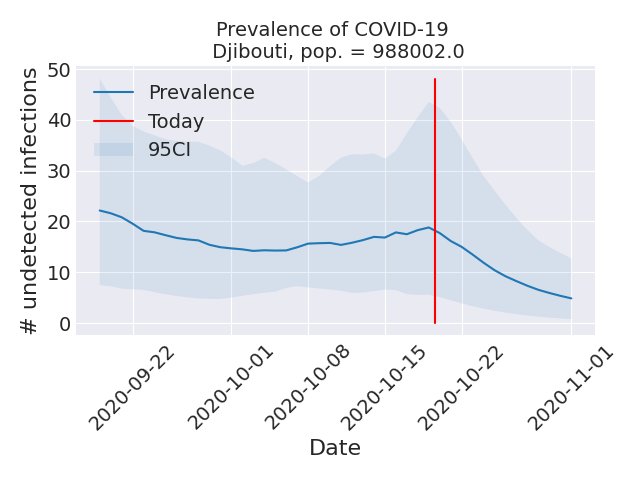 Prevalence of COVID-19
Djibouti, pop. = 988002.0
# undetected infections
50
40
30
20
10
0
Prevalence
Today
95CI
2020-09-22
2020-10-01
2020-10-08
2020-10-15
2020-10-22
2020-11-01
Date